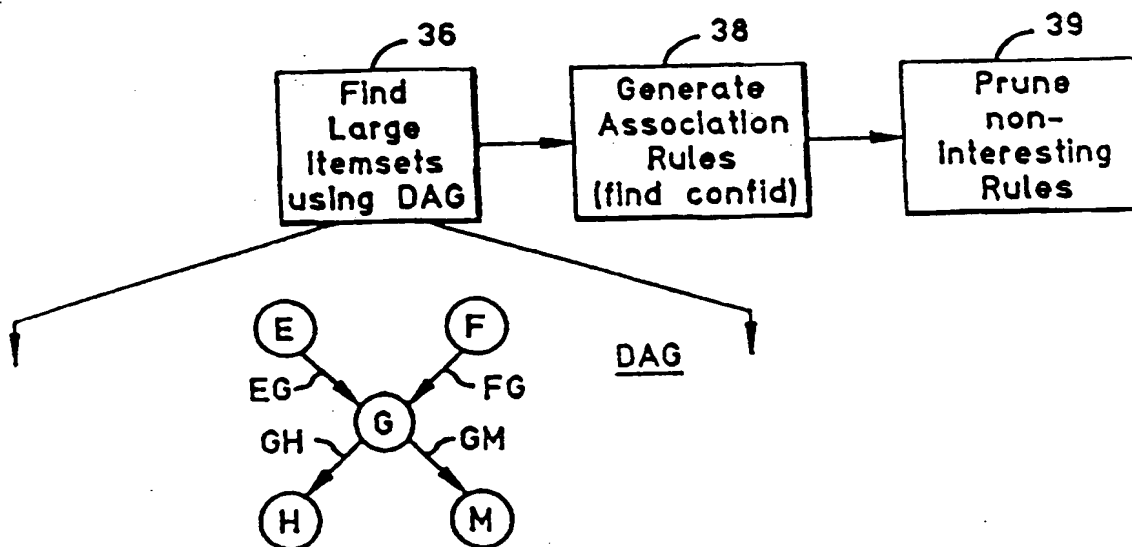 36
Find
Large
Itemsets
using DAG
38
Generate
Association
Rules
(find confid)
39
Prune
non-
Interesting
Rules
E
F
DAG
EG
FG
G
GH
GM
H
M